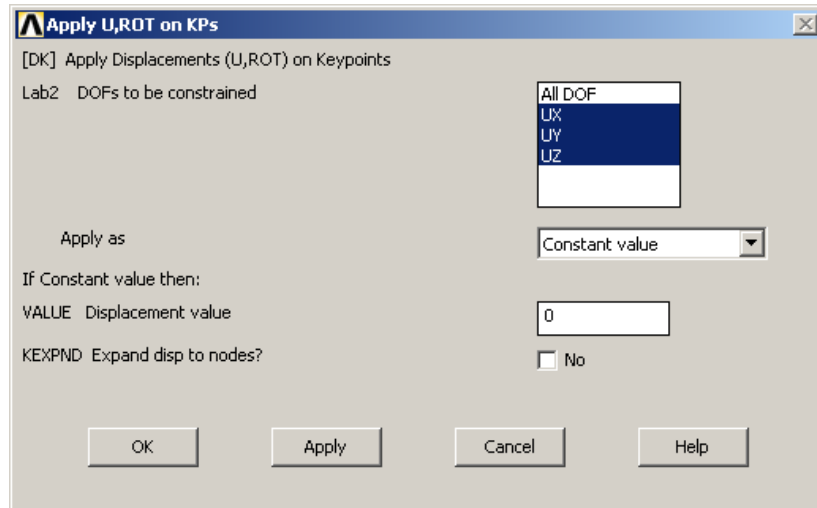 Apply U,ROT on KPs
[DK] Apply Displacements (U,ROT) on Keypoints
Lab2 DOFs to be constrained
All DOF
UX
UY
UZ
Apply as
Constant value
If Constant value then:
VALUE Displacement value
0
KEXPND Expand disp to nodes?
No
OK Apply Cancel Help